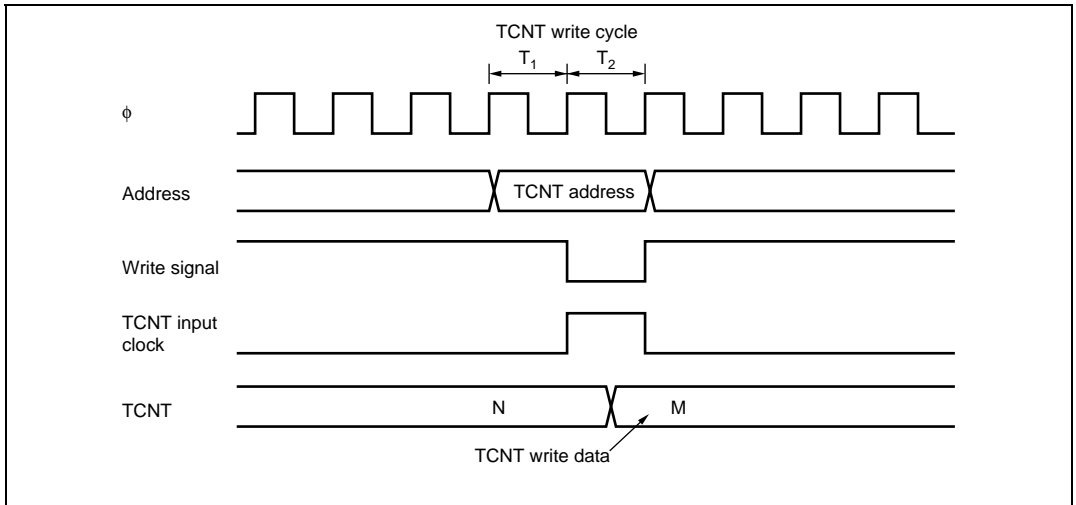 TCNT write cycle
T1 T2
ϕ
Address
TCNT address
Write signal
TCNT input
clock
TCNT
N
M
TCNT write data